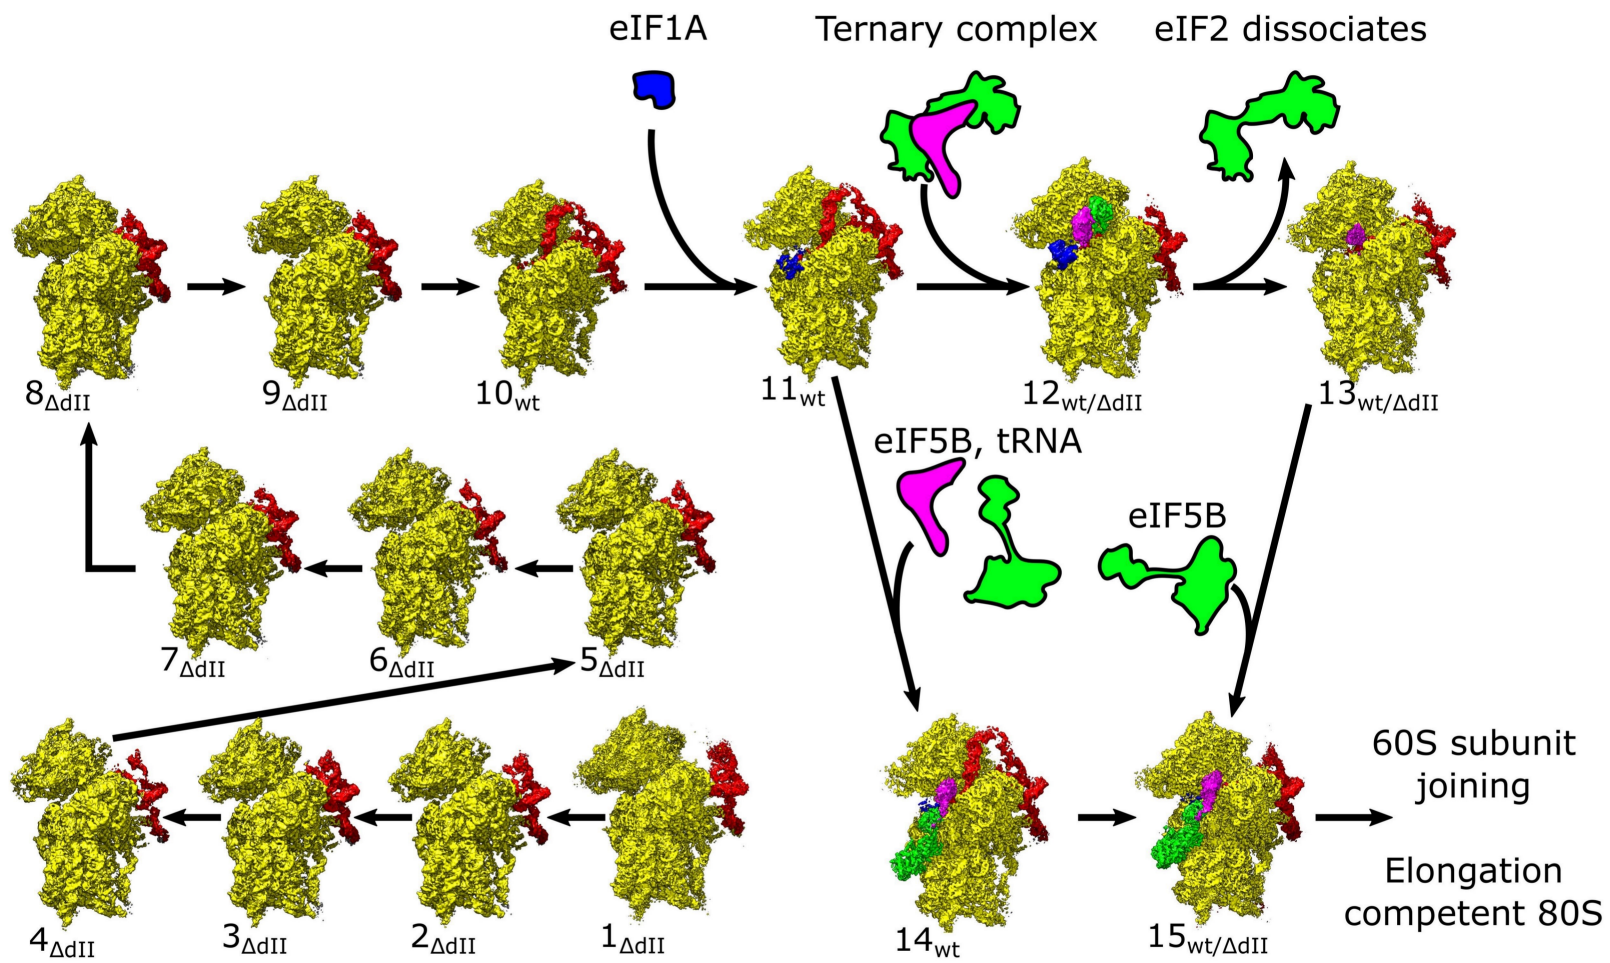 eIF1A
Ternary complex
eIF2 dissociates
8ΔdII
9ΔdII
10wt
11wt
12wt/ΔdII
13wt/ΔdII
eIF5B, tRNA
eIF5B
7ΔdII
6ΔdII
5ΔdII
60S subunit
joining
Elongation
competent 80S
4ΔdII
3ΔdII
2ΔdII
1ΔdII
14wt
15wt/ΔdII